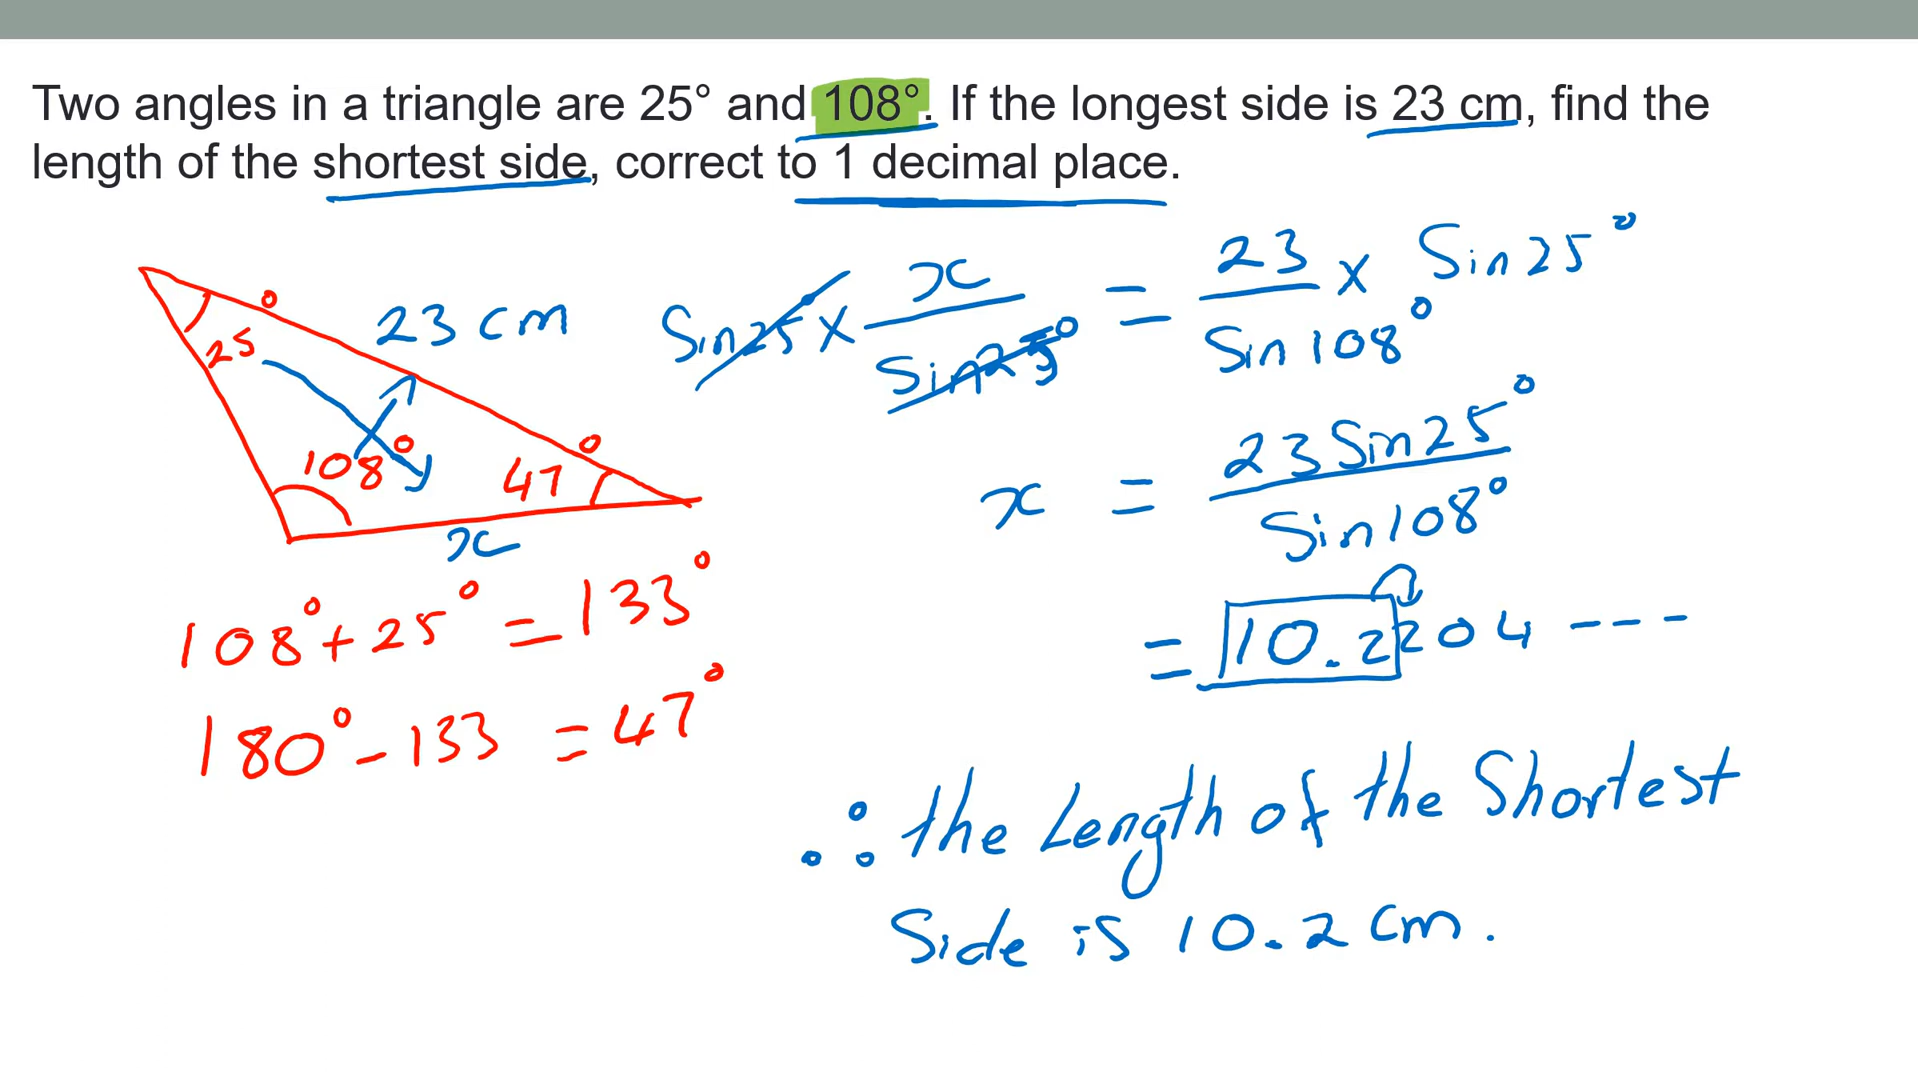 Two angles in a triangle are 25° and 108°. If the longest side is 23 cm, find the
length of the shortest side, correct to 1 decimal place.
25°
23 cm
108°
47°
x
108° + 25° = 133°
180° - 133 = 47°
Sin25 × x/Sin25° = 23/Sin108° × Sin25°
x = 23Sin25°/Sin108°
= 10.2204 ---
∴ the Length of the Shortest
Side is 10.2 cm.